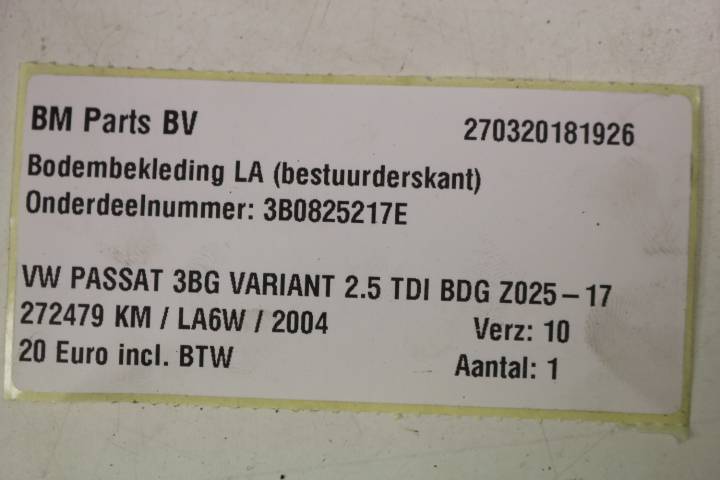 BM Parts BV 270320181926
Bodembekleding LA (bestuurderskant)
Onderdeelnummer: 3B0825217E
VW PASSAT 3BG VARIANT 2.5 TDI BDG Z025-17
272479 KM / LA6W / 2004 Verz: 10
20 Euro incl. BTW Aantal: 1